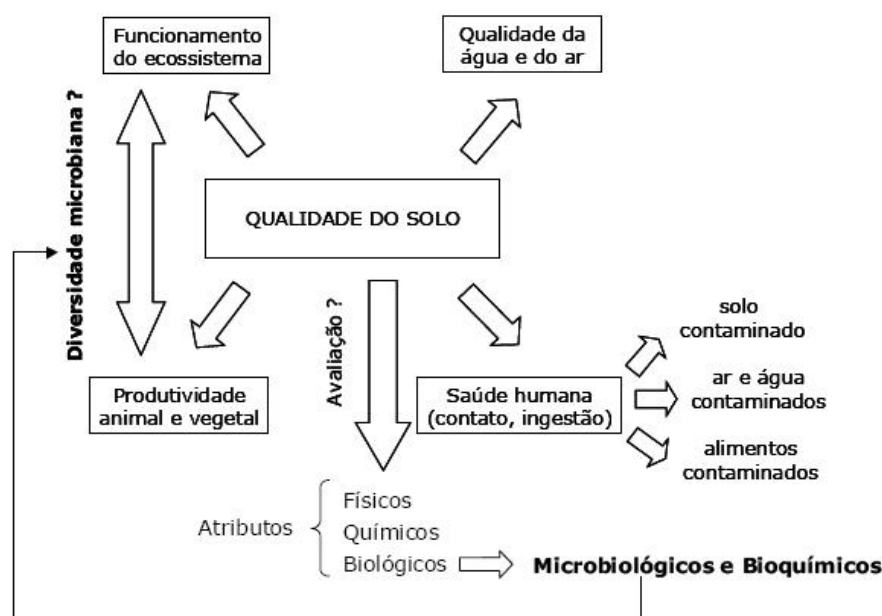 Funcionamento
do ecossistema
Qualidade da
água e do ar
Diversidade microbiana ?
QUALIDADE DO SOLO
Avaliação ?
Produtividade
animal e vegetal
Saúde humana
(contato, ingestão)
solo
contaminado
ar e água
contaminados
alimentos
contaminados
Atributos
Físicos
Químicos
Biológicos
Microbiológicos e Bioquímicos